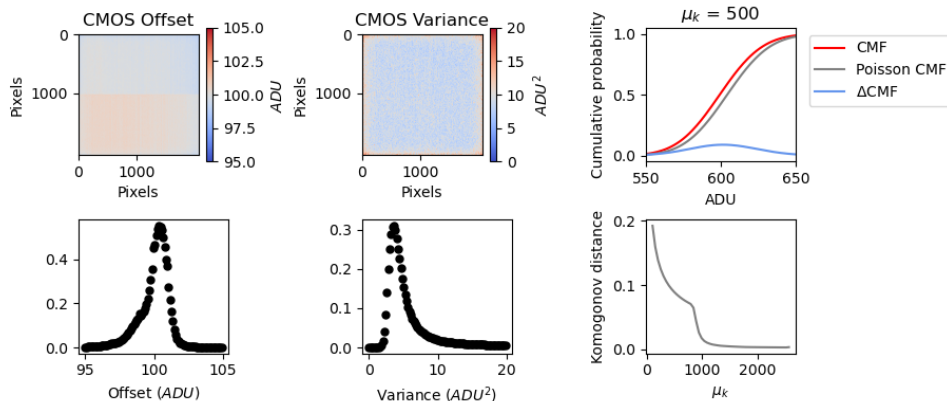 CMOS Offset
0
1000
Pixels
0
1000
Pixels
105.0
102.5
100.0
97.5
95.0
ADU
CMOS Variance
0
1000
0
1000
Pixels
20
15
10
5
0
ADU²
μk = 500
1.0
0.5
0.0
Cumulative probability
550
600
650
ADU
CMF
Poisson CMF
ΔCMF
0.4
0.2
0.0
95
100
105
Offset (ADU)
0.3
0.2
0.1
0.0
0
10
20
Variance (ADU²)
0.2
0.1
0.0
Komogonov distance
0
1000
2000
μk